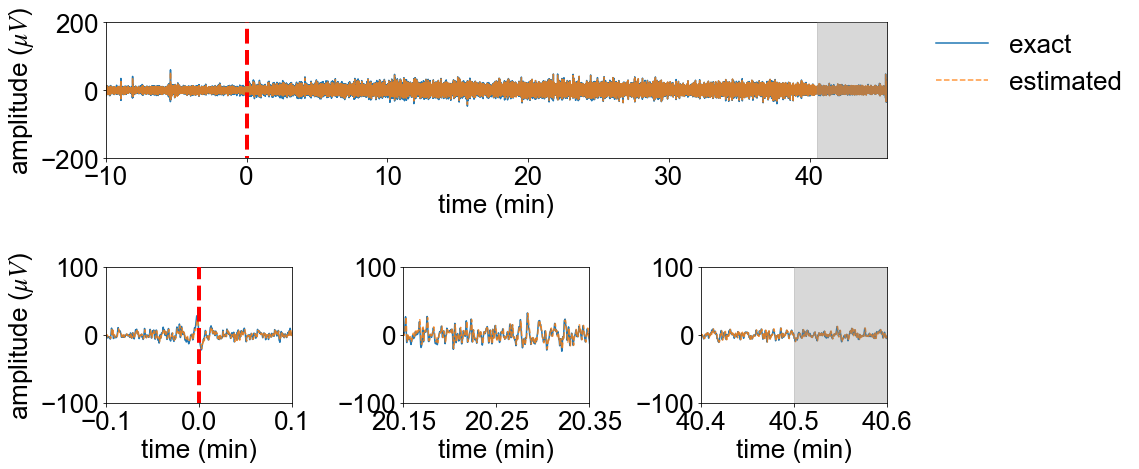 amplitude (μV)
200
0
−200
−10 0 10 20 30 40
time (min)
exact
estimated
amplitude (μV)
100
0
−100
−0.1 0.0 0.1
time (min)
100
0
−100
20.15 20.25 20.35
time (min)
100
0
−100
40.4 40.5 40.6
time (min)